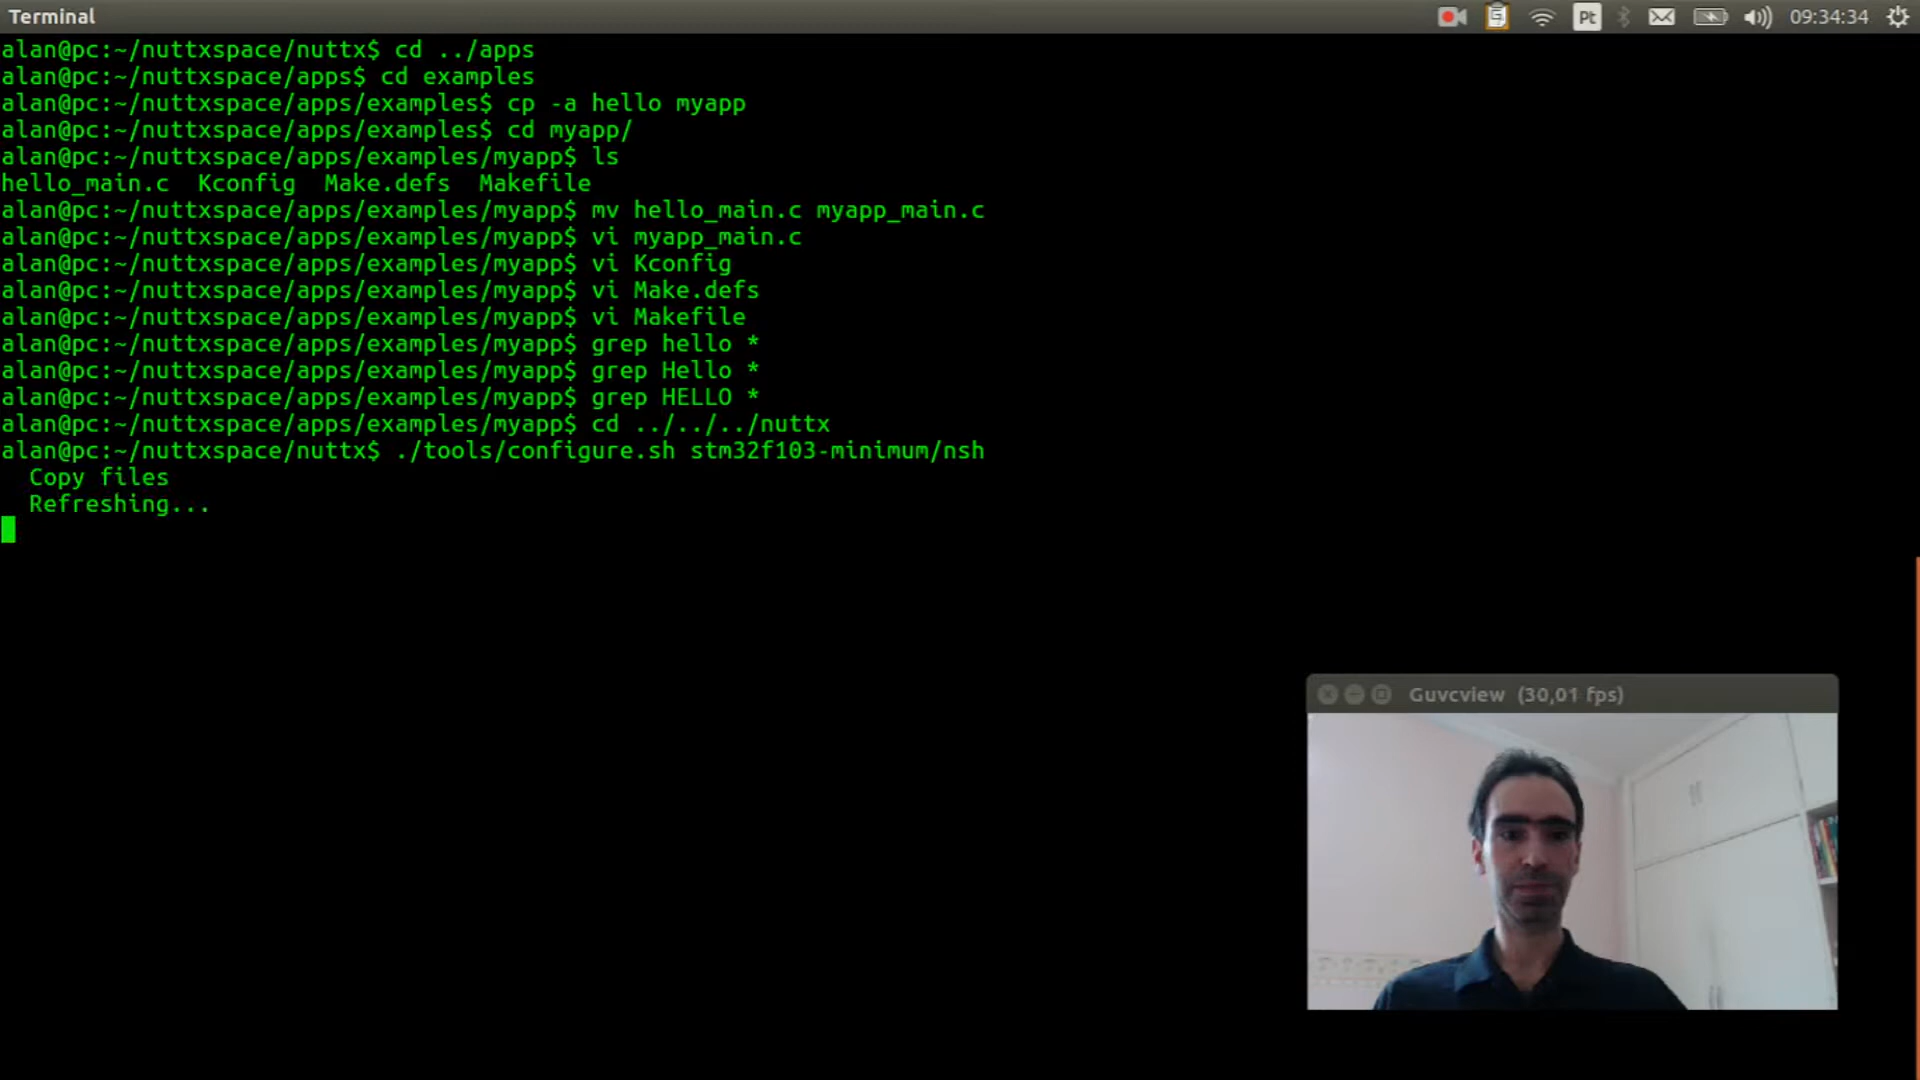 Terminal
Pt
09:34:34
alan@pc:~/nuttxspace/nuttx$ cd ../apps
alan@pc:~/nuttxspace/apps$ cd examples
alan@pc:~/nuttxspace/apps/examples$ cp -a hello myapp
alan@pc:~/nuttxspace/apps/examples$ cd myapp/
alan@pc:~/nuttxspace/apps/examples/myapp$ ls
hello_main.c  Kconfig  Make.defs  Makefile
alan@pc:~/nuttxspace/apps/examples/myapp$ mv hello_main.c myapp_main.c
alan@pc:~/nuttxspace/apps/examples/myapp$ vi myapp_main.c
alan@pc:~/nuttxspace/apps/examples/myapp$ vi Kconfig
alan@pc:~/nuttxspace/apps/examples/myapp$ vi Make.defs
alan@pc:~/nuttxspace/apps/examples/myapp$ vi Makefile
alan@pc:~/nuttxspace/apps/examples/myapp$ grep hello *
alan@pc:~/nuttxspace/apps/examples/myapp$ grep Hello *
alan@pc:~/nuttxspace/apps/examples/myapp$ grep HELLO *
alan@pc:~/nuttxspace/apps/examples/myapp$ cd ../../../nuttx
alan@pc:~/nuttxspace/nuttx$ ./tools/configure.sh stm32f103-minimum/nsh
  Copy files
  Refreshing...
Guvcview (30,01 fps)